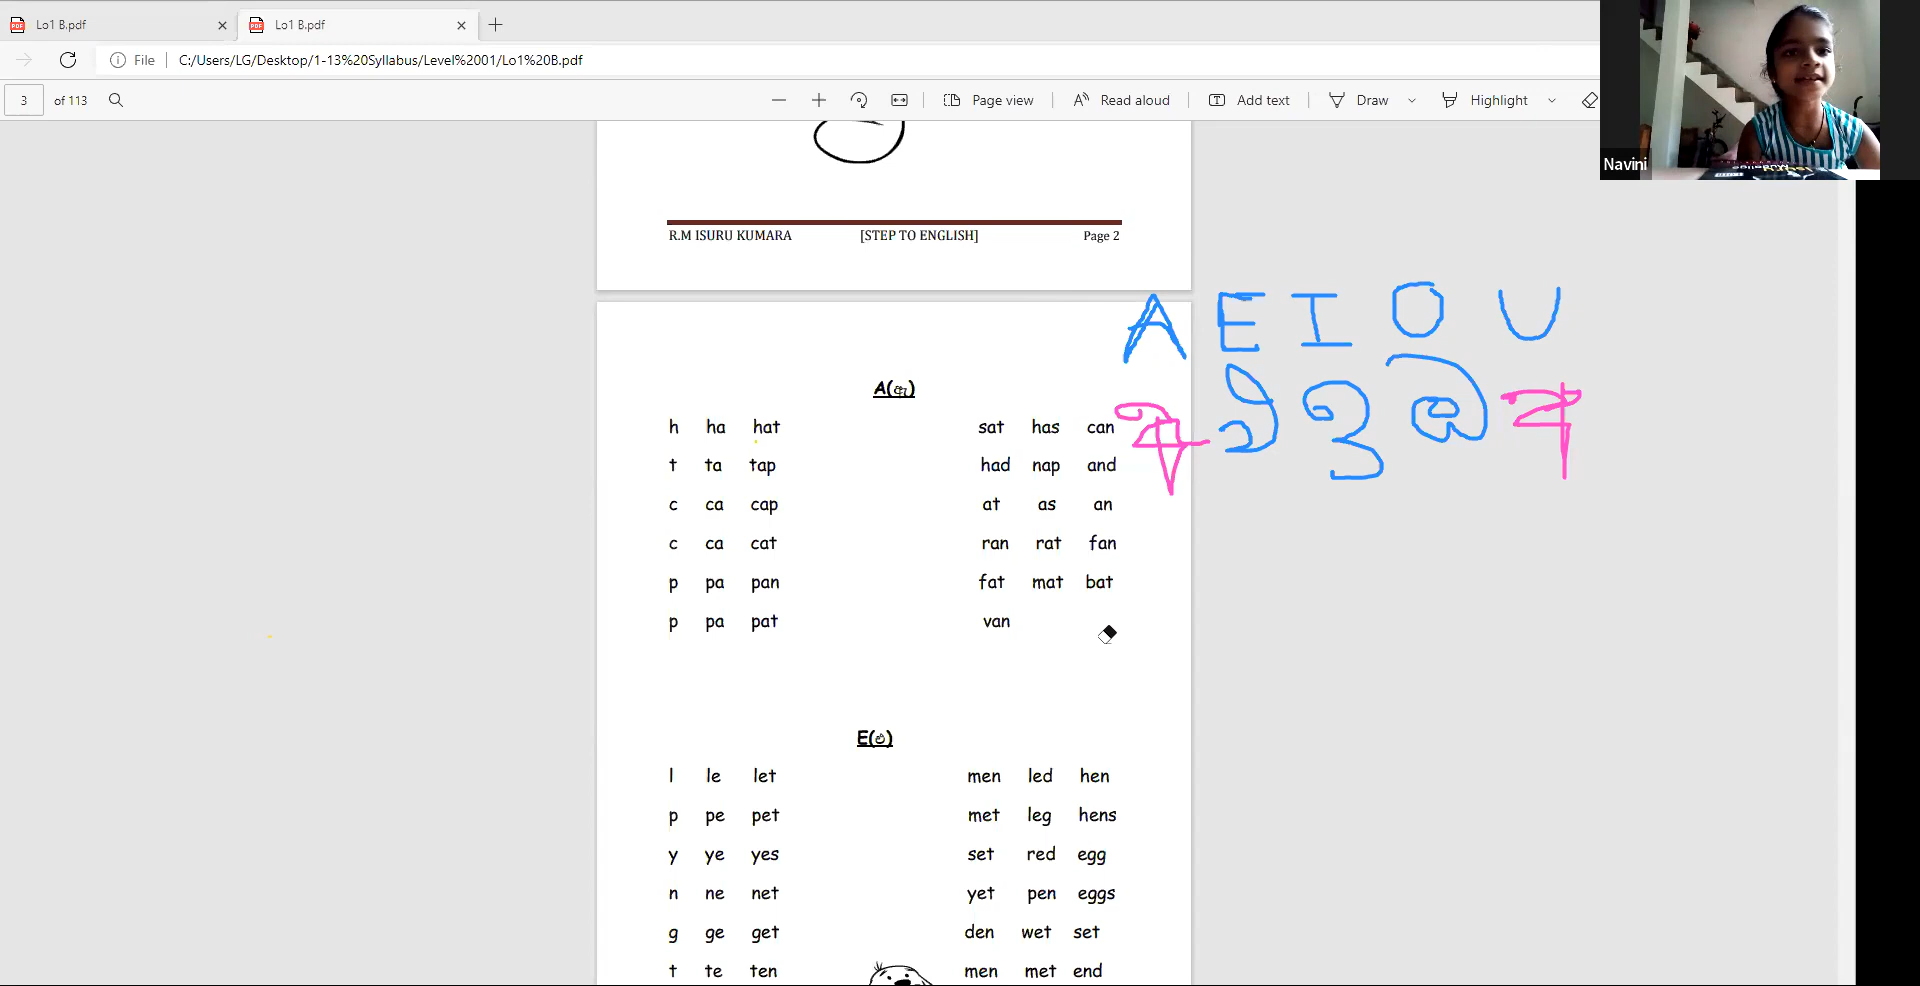 Lo1 B.pdf Lo1 B.pdf
File C:/Users/LG/Desktop/1-13%20Syllabus/Level%2001/Lo1%20B.pdf
3 of 113 Page view Read aloud Add text Draw Highlight
Navini
R.M ISURU KUMARA [STEP TO ENGLISH] Page 2
A E I O U
ඇ එ ඉ ඔ අ
A(ඇ)
h ha hat sat has can
t ta tap had nap and
c ca cap at as an
c ca cat ran rat fan
p pa pan fat mat bat
p pa pat van
E(එ)
l le let men led hen
p pe pet met leg hens
y ye yes set red egg
n ne net yet pen eggs
g ge get den wet set
t te ten men met end